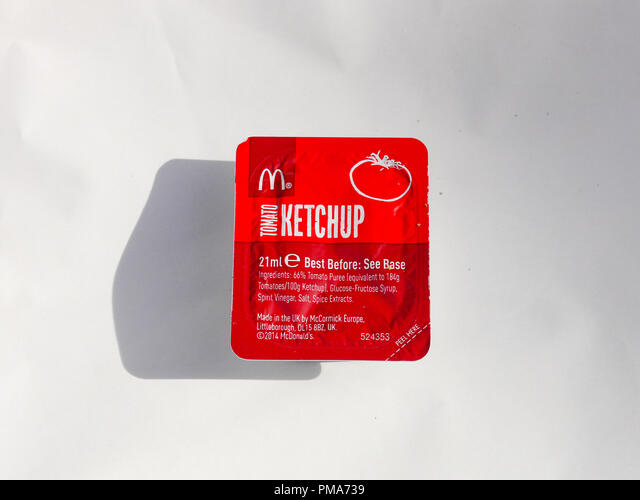 M®
TOMATO
KETCHUP
21ml e Best Before: See Base
Ingredients: 66% Tomato Puree (equivalent to 184g
Tomatoes/100g Ketchup), Glucose-Fructose Syrup,
Spirit Vinegar, Salt, Spice Extracts.
Made in the UK by McCormick Europe,
Littleborough, OL15 8BZ, UK.
©2014 McDonald's. 524353
PEEL HERE
alamy stock photo
PMA739
www.alamy.com